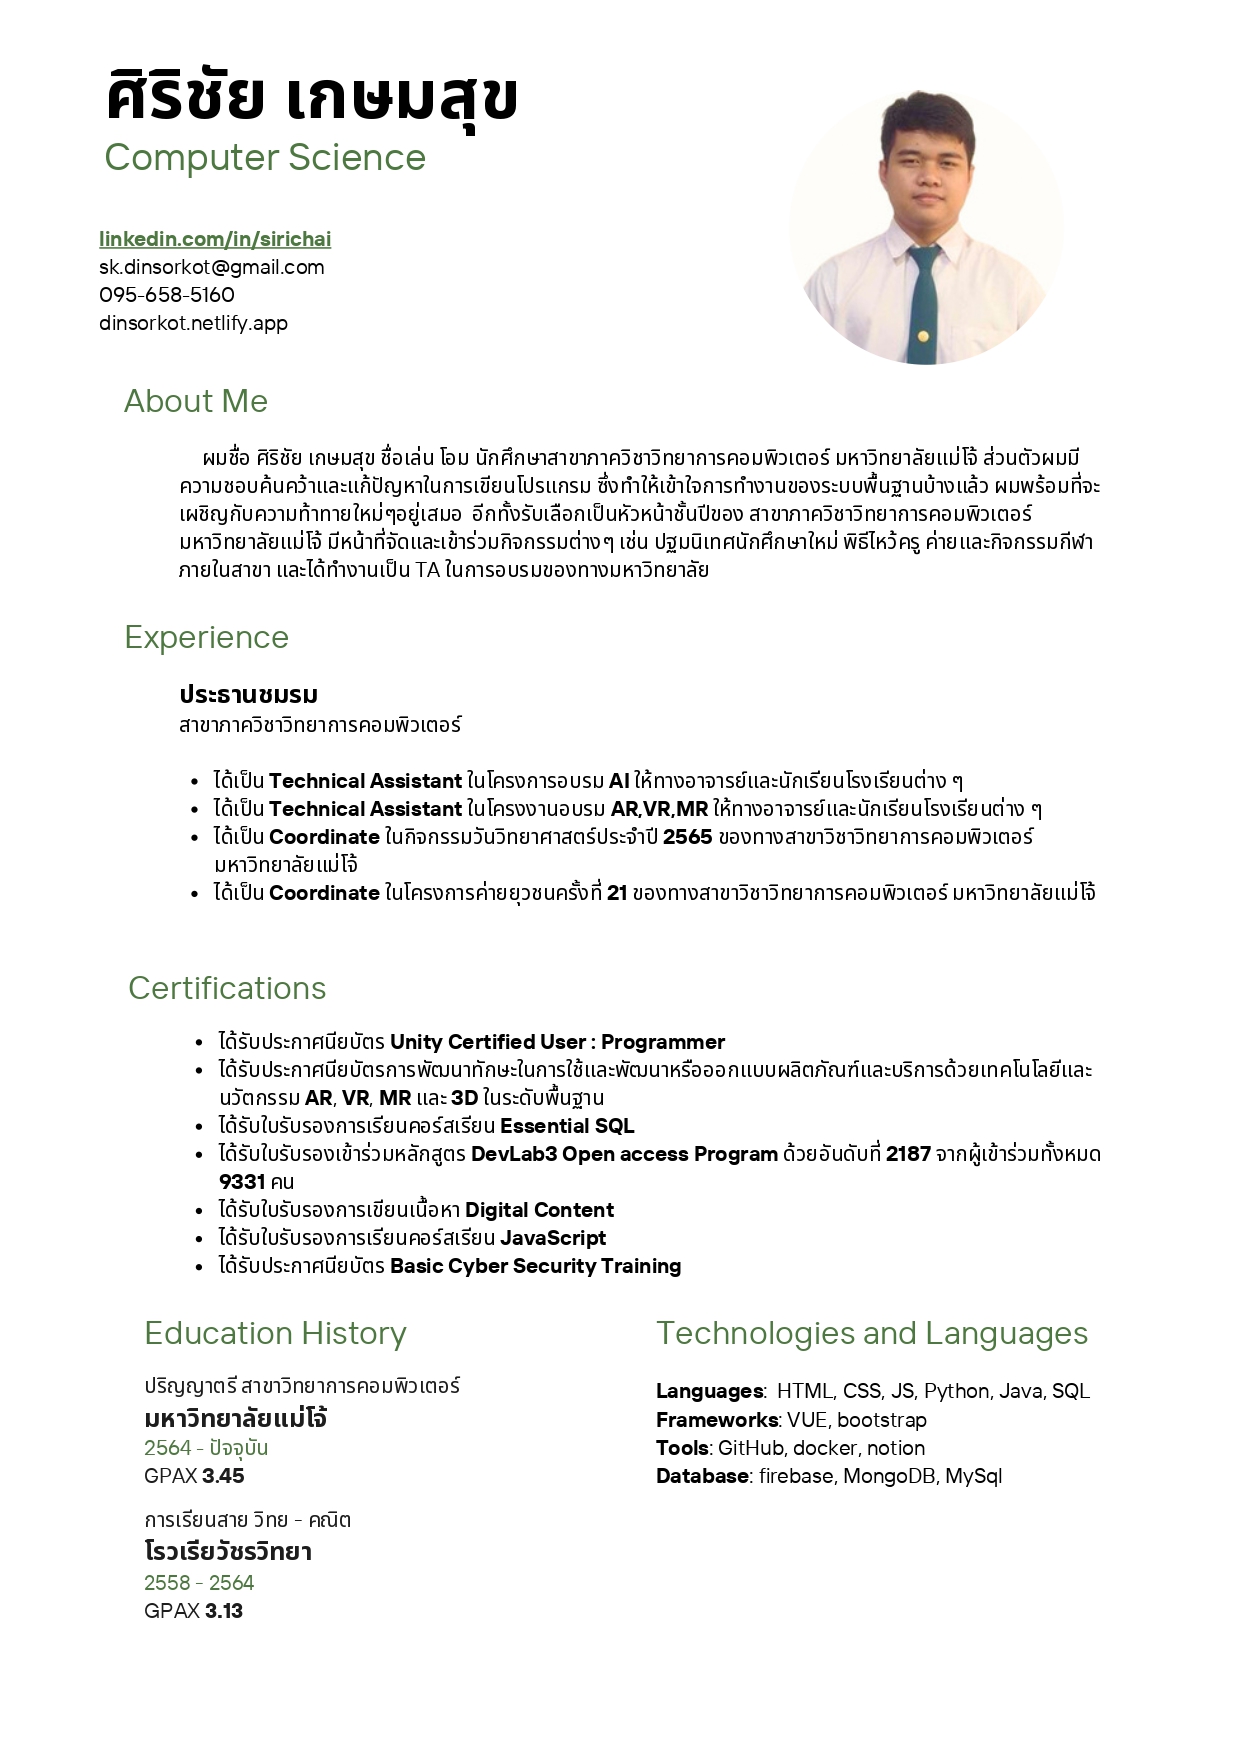 ศิริชัย เกษมสุข
Computer Science
linkedin.com/in/sirichai
sk.dinsorkot@gmail.com
095-658-5160
dinsorkot.netlify.app
About Me
ผมชื่อ ศิริชัย เกษมสุข ชื่อเล่น โอม นักศึกษาสาขาภาควิชาวิทยาการคอมพิวเตอร์ มหาวิทยาลัยแม่โจ้ ส่วนตัวผมมี
ความชอบค้นคว้าและแก้ปัญหาในการเขียนโปรแกรม ซึ่งทำให้เข้าใจการทำงานของระบบพื้นฐานบ้างแล้ว ผมพร้อมที่จะ
เผชิญกับความท้าทายใหม่ๆอยู่เสมอ อีกทั้งรับเลือกเป็นหัวหน้าชั้นปีของ สาขาภาควิชาวิทยาการคอมพิวเตอร์
มหาวิทยาลัยแม่โจ้ มีหน้าที่จัดและเข้าร่วมกิจกรรมต่างๆ เช่น ปฐมนิเทศนักศึกษาใหม่ พิธีไหว้ครู ค่ายและกิจกรรมกีฬา
ภายในสาขา และได้ทำงานเป็น TA ในการอบรมของทางมหาวิทยาลัย
Experience
ประธานชมรม
สาขาภาควิชาวิทยาการคอมพิวเตอร์
• ได้เป็น Technical Assistant ในโครงการอบรม AI ให้ทางอาจารย์และนักเรียนโรงเรียนต่าง ๆ
• ได้เป็น Technical Assistant ในโครงงานอบรม AR,VR,MR ให้ทางอาจารย์และนักเรียนโรงเรียนต่าง ๆ
• ได้เป็น Coordinate ในกิจกรรมวันวิทยาศาสตร์ประจำปี 2565 ของทางสาขาวิชาวิทยาการคอมพิวเตอร์
มหาวิทยาลัยแม่โจ้
• ได้เป็น Coordinate ในโครงการค่ายยุวชนครั้งที่ 21 ของทางสาขาวิชาวิทยาการคอมพิวเตอร์ มหาวิทยาลัยแม่โจ้
Certifications
• ได้รับประกาศนียบัตร Unity Certified User : Programmer
• ได้รับประกาศนียบัตรการพัฒนาทักษะในการใช้และพัฒนาหรือออกแบบผลิตภัณฑ์และบริการด้วยเทคโนโลยีและ
นวัตกรรม AR, VR, MR และ 3D ในระดับพื้นฐาน
• ได้รับใบรับรองการเรียนคอร์สเรียน Essential SQL
• ได้รับใบรับรองเข้าร่วมหลักสูตร DevLab3 Open access Program ด้วยอันดับที่ 2187 จากผู้เข้าร่วมทั้งหมด
9331 คน
• ได้รับใบรับรองการเขียนเนื้อหา Digital Content
• ได้รับใบรับรองการเรียนคอร์สเรียน JavaScript
• ได้รับประกาศนียบัตร Basic Cyber Security Training
Education History
ปริญญาตรี สาขาวิทยาการคอมพิวเตอร์
มหาวิทยาลัยแม่โจ้
2564 - ปัจจุบัน
GPAX 3.45
การเรียนสาย วิทย - คณิต
โรวเรียวัชรวิทยา
2558 - 2564
GPAX 3.13
Technologies and Languages
Languages: HTML, CSS, JS, Python, Java, SQL
Frameworks: VUE, bootstrap
Tools: GitHub, docker, notion
Database: firebase, MongoDB, MySql